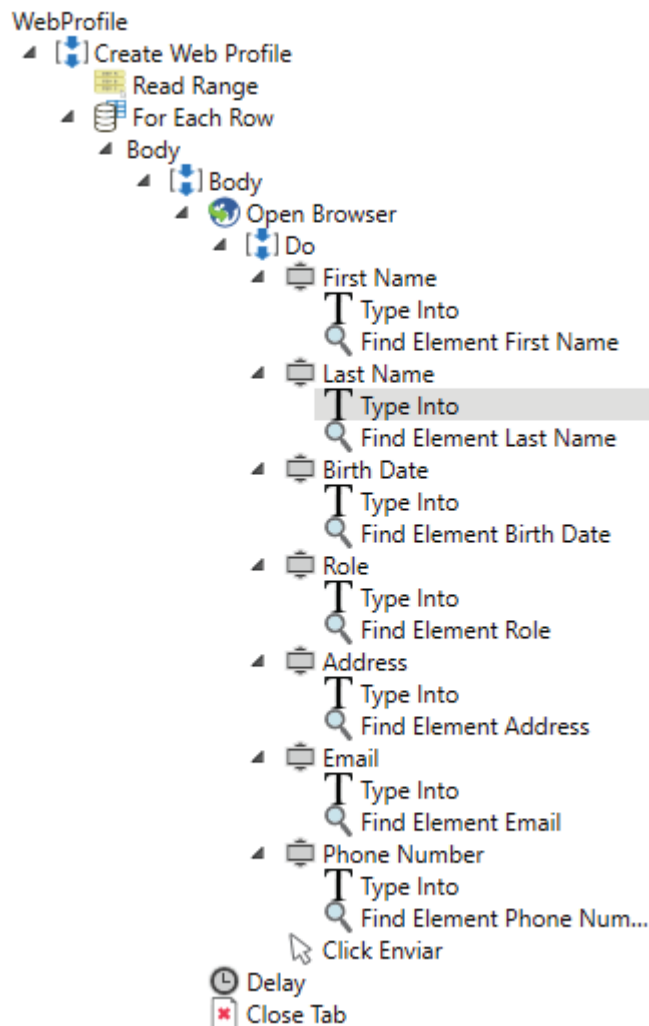 WebProfile
Create Web Profile
Read Range
For Each Row
Body
Body
Open Browser
Do
First Name
Type Into
Find Element First Name
Last Name
Type Into
Find Element Last Name
Birth Date
Type Into
Find Element Birth Date
Role
Type Into
Find Element Role
Address
Type Into
Find Element Address
Email
Type Into
Find Element Email
Phone Number
Type Into
Find Element Phone Num...
Click Enviar
Delay
Close Tab